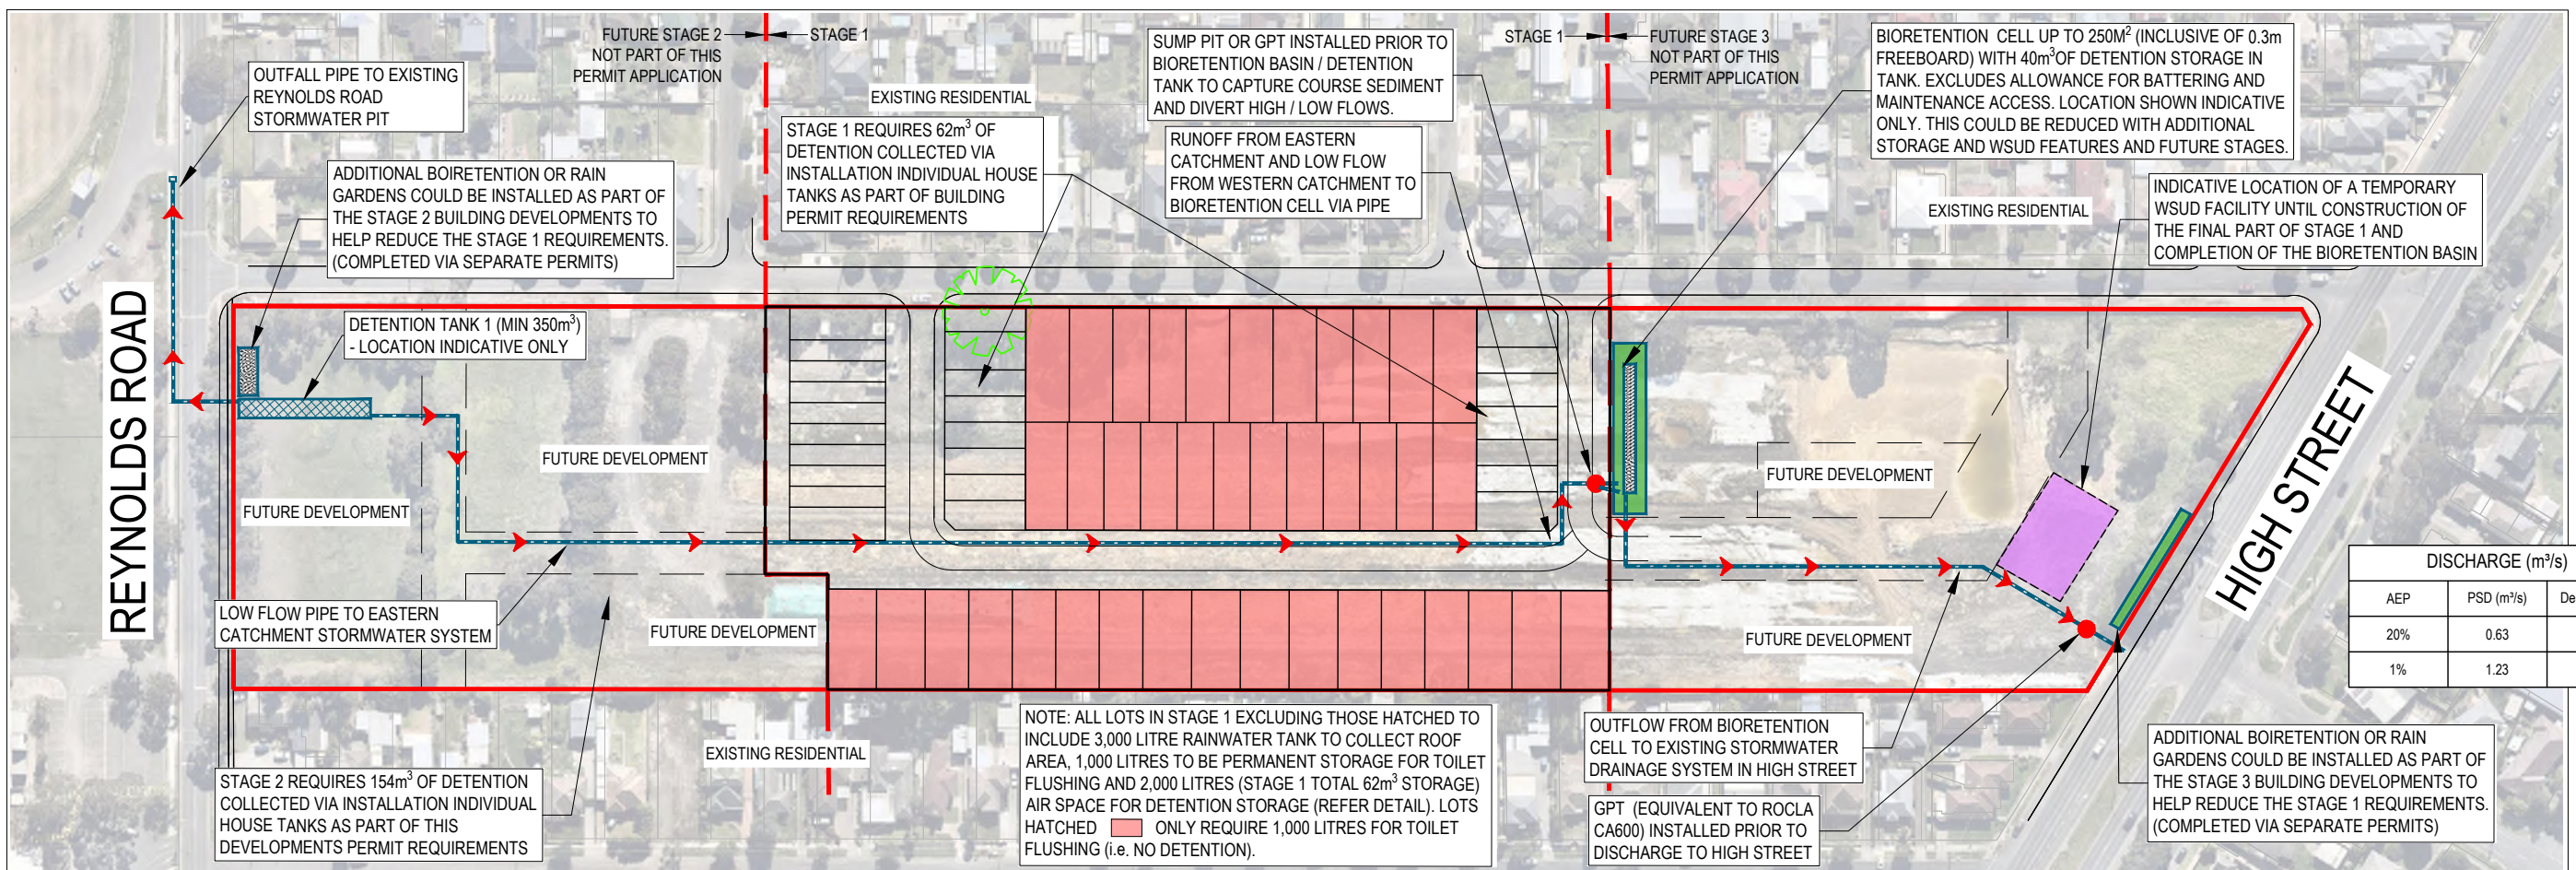 FUTURE STAGE 2
NOT PART OF THIS
PERMIT APPLICATION
STAGE 1
OUTFALL PIPE TO EXISTING
REYNOLDS ROAD
STORMWATER PIT
EXISTING RESIDENTIAL
SUMP PIT OR GPT INSTALLED PRIOR TO
BIORETENTION BASIN / DETENTION
TANK TO CAPTURE COURSE SEDIMENT
AND DIVERT HIGH / LOW FLOWS.
STAGE 1
FUTURE STAGE 3
NOT PART OF THIS
PERMIT APPLICATION
BIORETENTION CELL UP TO 250M² (INCLUSIVE OF 0.3m
FREEBOARD) WITH 40m³OF DETENTION STORAGE IN
TANK. EXCLUDES ALLOWANCE FOR BATTERING AND
MAINTENANCE ACCESS. LOCATION SHOWN INDICATIVE
ONLY. THIS COULD BE REDUCED WITH ADDITIONAL
STORAGE AND WSUD FEATURES AND FUTURE STAGES.
ADDITIONAL BOIRETENTION OR RAIN
GARDENS COULD BE INSTALLED AS PART OF
THE STAGE 2 BUILDING DEVELOPMENTS TO
HELP REDUCE THE STAGE 1 REQUIREMENTS.
(COMPLETED VIA SEPARATE PERMITS)
STAGE 1 REQUIRES 62m³ OF
DETENTION COLLECTED VIA
INSTALLATION INDIVIDUAL HOUSE
TANKS AS PART OF BUILDING
PERMIT REQUIREMENTS
RUNOFF FROM EASTERN
CATCHMENT AND LOW FLOW
FROM WESTERN CATCHMENT TO
BIORETENTION CELL VIA PIPE
EXISTING RESIDENTIAL
INDICATIVE LOCATION OF A TEMPORARY
WSUD FACILITY UNTIL CONSTRUCTION OF
THE FINAL PART OF STAGE 1 AND
COMPLETION OF THE BIORETENTION BASIN
REYNOLDS ROAD
DETENTION TANK 1 (MIN 350m³)
- LOCATION INDICATIVE ONLY
FUTURE DEVELOPMENT
FUTURE DEVELOPMENT
FUTURE DEVELOPMENT
HIGH STREET
LOW FLOW PIPE TO EASTERN
CATCHMENT STORMWATER SYSTEM
FUTURE DEVELOPMENT
FUTURE DEVELOPMENT
DISCHARGE (m³/s)
AEP PSD (m³/s) De
20% 0.63
1% 1.23
STAGE 2 REQUIRES 154m³ OF DETENTION
COLLECTED VIA INSTALLATION INDIVIDUAL
HOUSE TANKS AS PART OF THIS
DEVELOPMENTS PERMIT REQUIREMENTS
EXISTING RESIDENTIAL
NOTE: ALL LOTS IN STAGE 1 EXCLUDING THOSE HATCHED TO
INCLUDE 3,000 LITRE RAINWATER TANK TO COLLECT ROOF
AREA, 1,000 LITRES TO BE PERMANENT STORAGE FOR TOILET
FLUSHING AND 2,000 LITRES (STAGE 1 TOTAL 62m³ STORAGE)
AIR SPACE FOR DETENTION STORAGE (REFER DETAIL). LOTS
HATCHED ONLY REQUIRE 1,000 LITRES FOR TOILET
FLUSHING (i.e. NO DETENTION).
OUTFLOW FROM BIORETENTION
CELL TO EXISTING STORMWATER
DRAINAGE SYSTEM IN HIGH STREET
GPT (EQUIVALENT TO ROCLA
CA600) INSTALLED PRIOR TO
DISCHARGE TO HIGH STREET
ADDITIONAL BOIRETENTION OR RAIN
GARDENS COULD BE INSTALLED AS PART OF
THE STAGE 3 BUILDING DEVELOPMENTS TO
HELP REDUCE THE STAGE 1 REQUIREMENTS.
(COMPLETED VIA SEPARATE PERMITS)